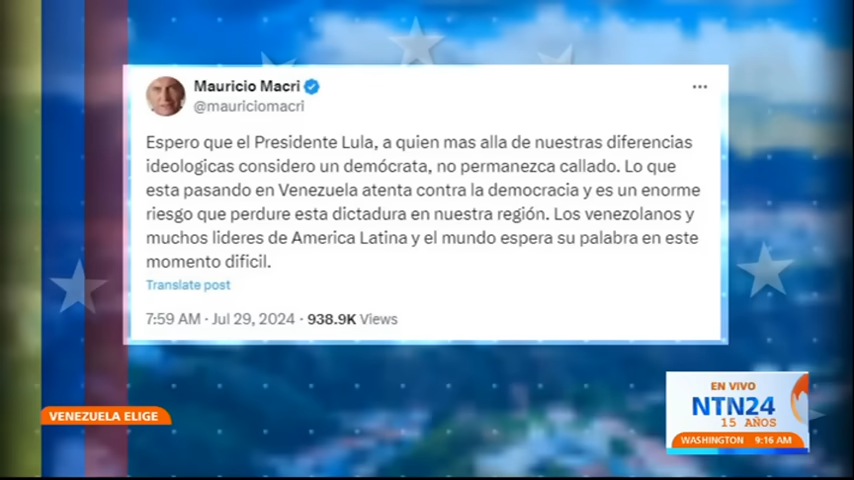 Mauricio Macri
@mauriciomacri
Espero que el Presidente Lula, a quien mas alla de nuestras diferencias
ideologicas considero un demócrata, no permanezca callado. Lo que
esta pasando en Venezuela atenta contra la democracia y es un enorme
riesgo que perdure esta dictadura en nuestra región. Los venezolanos y
muchos lideres de America Latina y el mundo espera su palabra en este
momento dificil.
Translate post
7:59 AM · Jul 29, 2024 · 938.9K Views
VENEZUELA ELIGE
EN VIVO
NTN24
15 AÑOS
WASHINGTON 9:16 AM